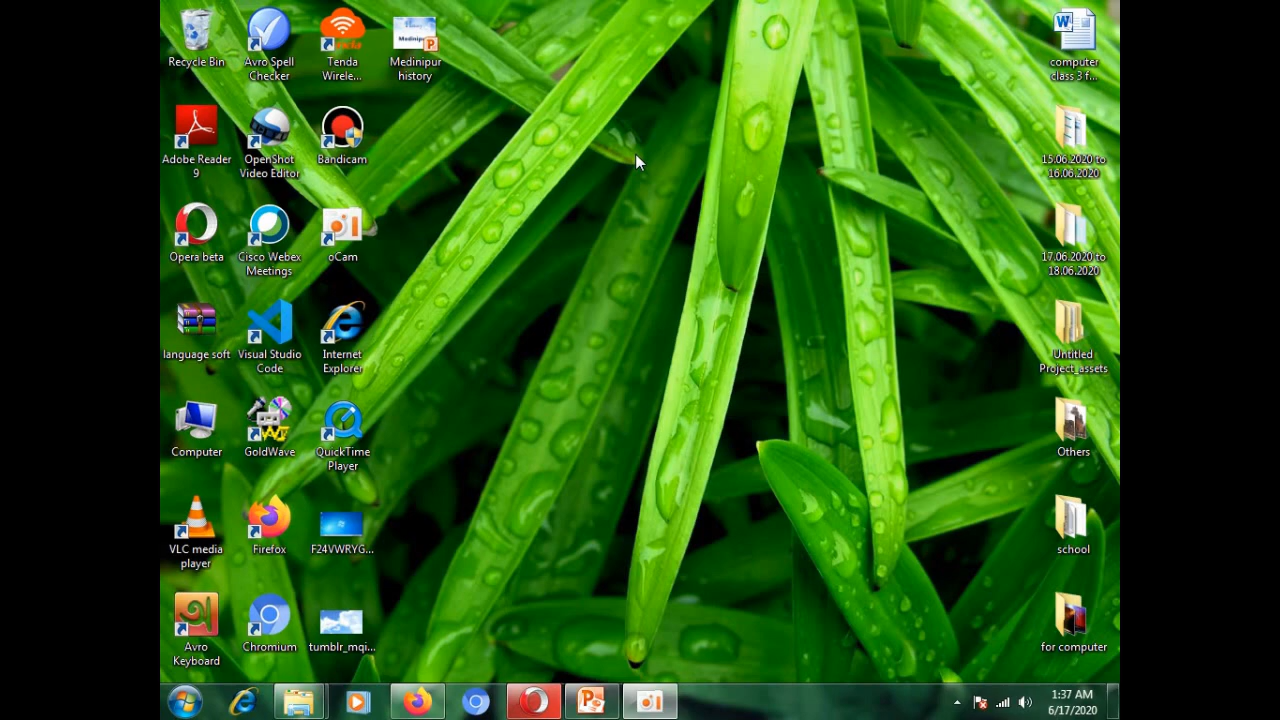 Recycle Bin
Avro Spell
Checker
Tenda
Wirele...
Medinipur
history
computer
class 3 f...
Adobe Reader
9
OpenShot
Video Editor
Bandicam
15.06.2020 to
16.06.2020
Opera beta
Cisco Webex
Meetings
oCam
17.06.2020 to
18.06.2020
language soft
Visual Studio
Code
Internet
Explorer
Untitled
Project_assets
Computer
GoldWave
QuickTime
Player
Others
VLC media
player
Firefox
F24VWRYG...
school
Avro
Keyboard
Chromium
tumblr_mqi...
for computer
1:37 AM
6/17/2020